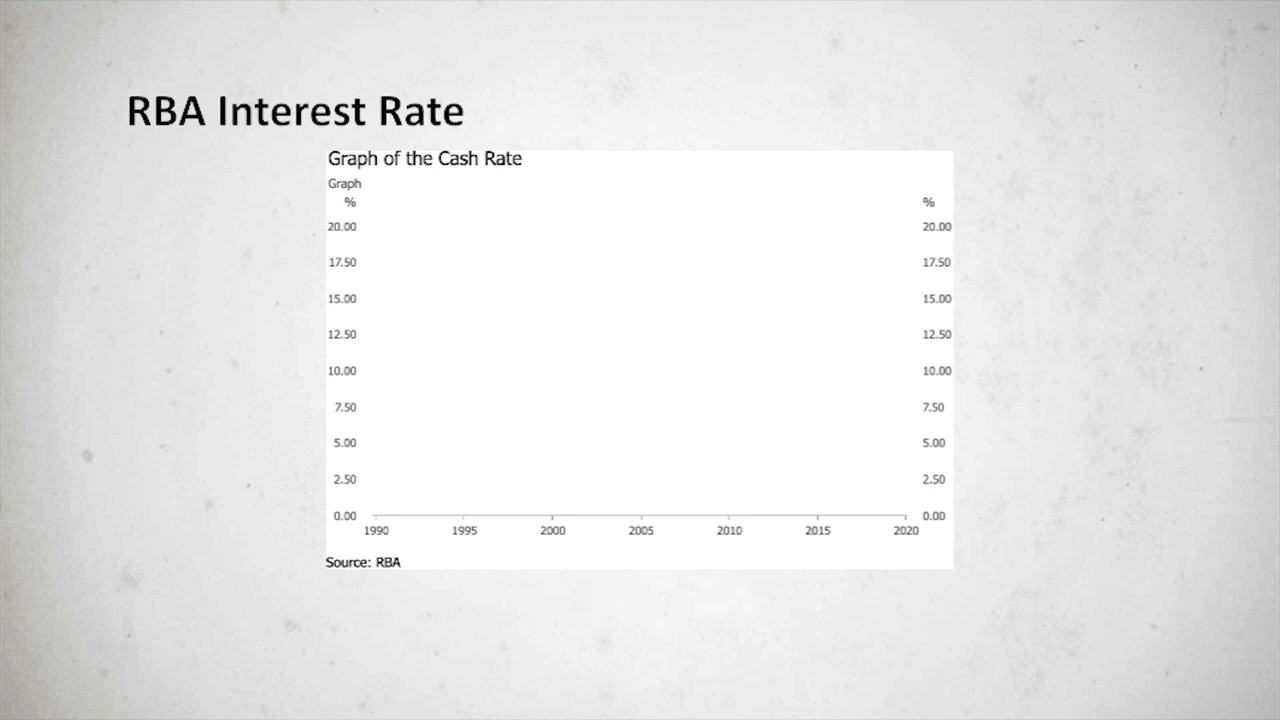 RBA Interest Rate
Graph of the Cash Rate
Graph
% %
20.00 20.00
17.50 17.50
15.00 15.00
12.50 12.50
10.00 10.00
7.50 7.50
5.00 5.00
2.50 2.50
0.00 0.00
1990 1995 2000 2005 2010 2015 2020
Source: RBA